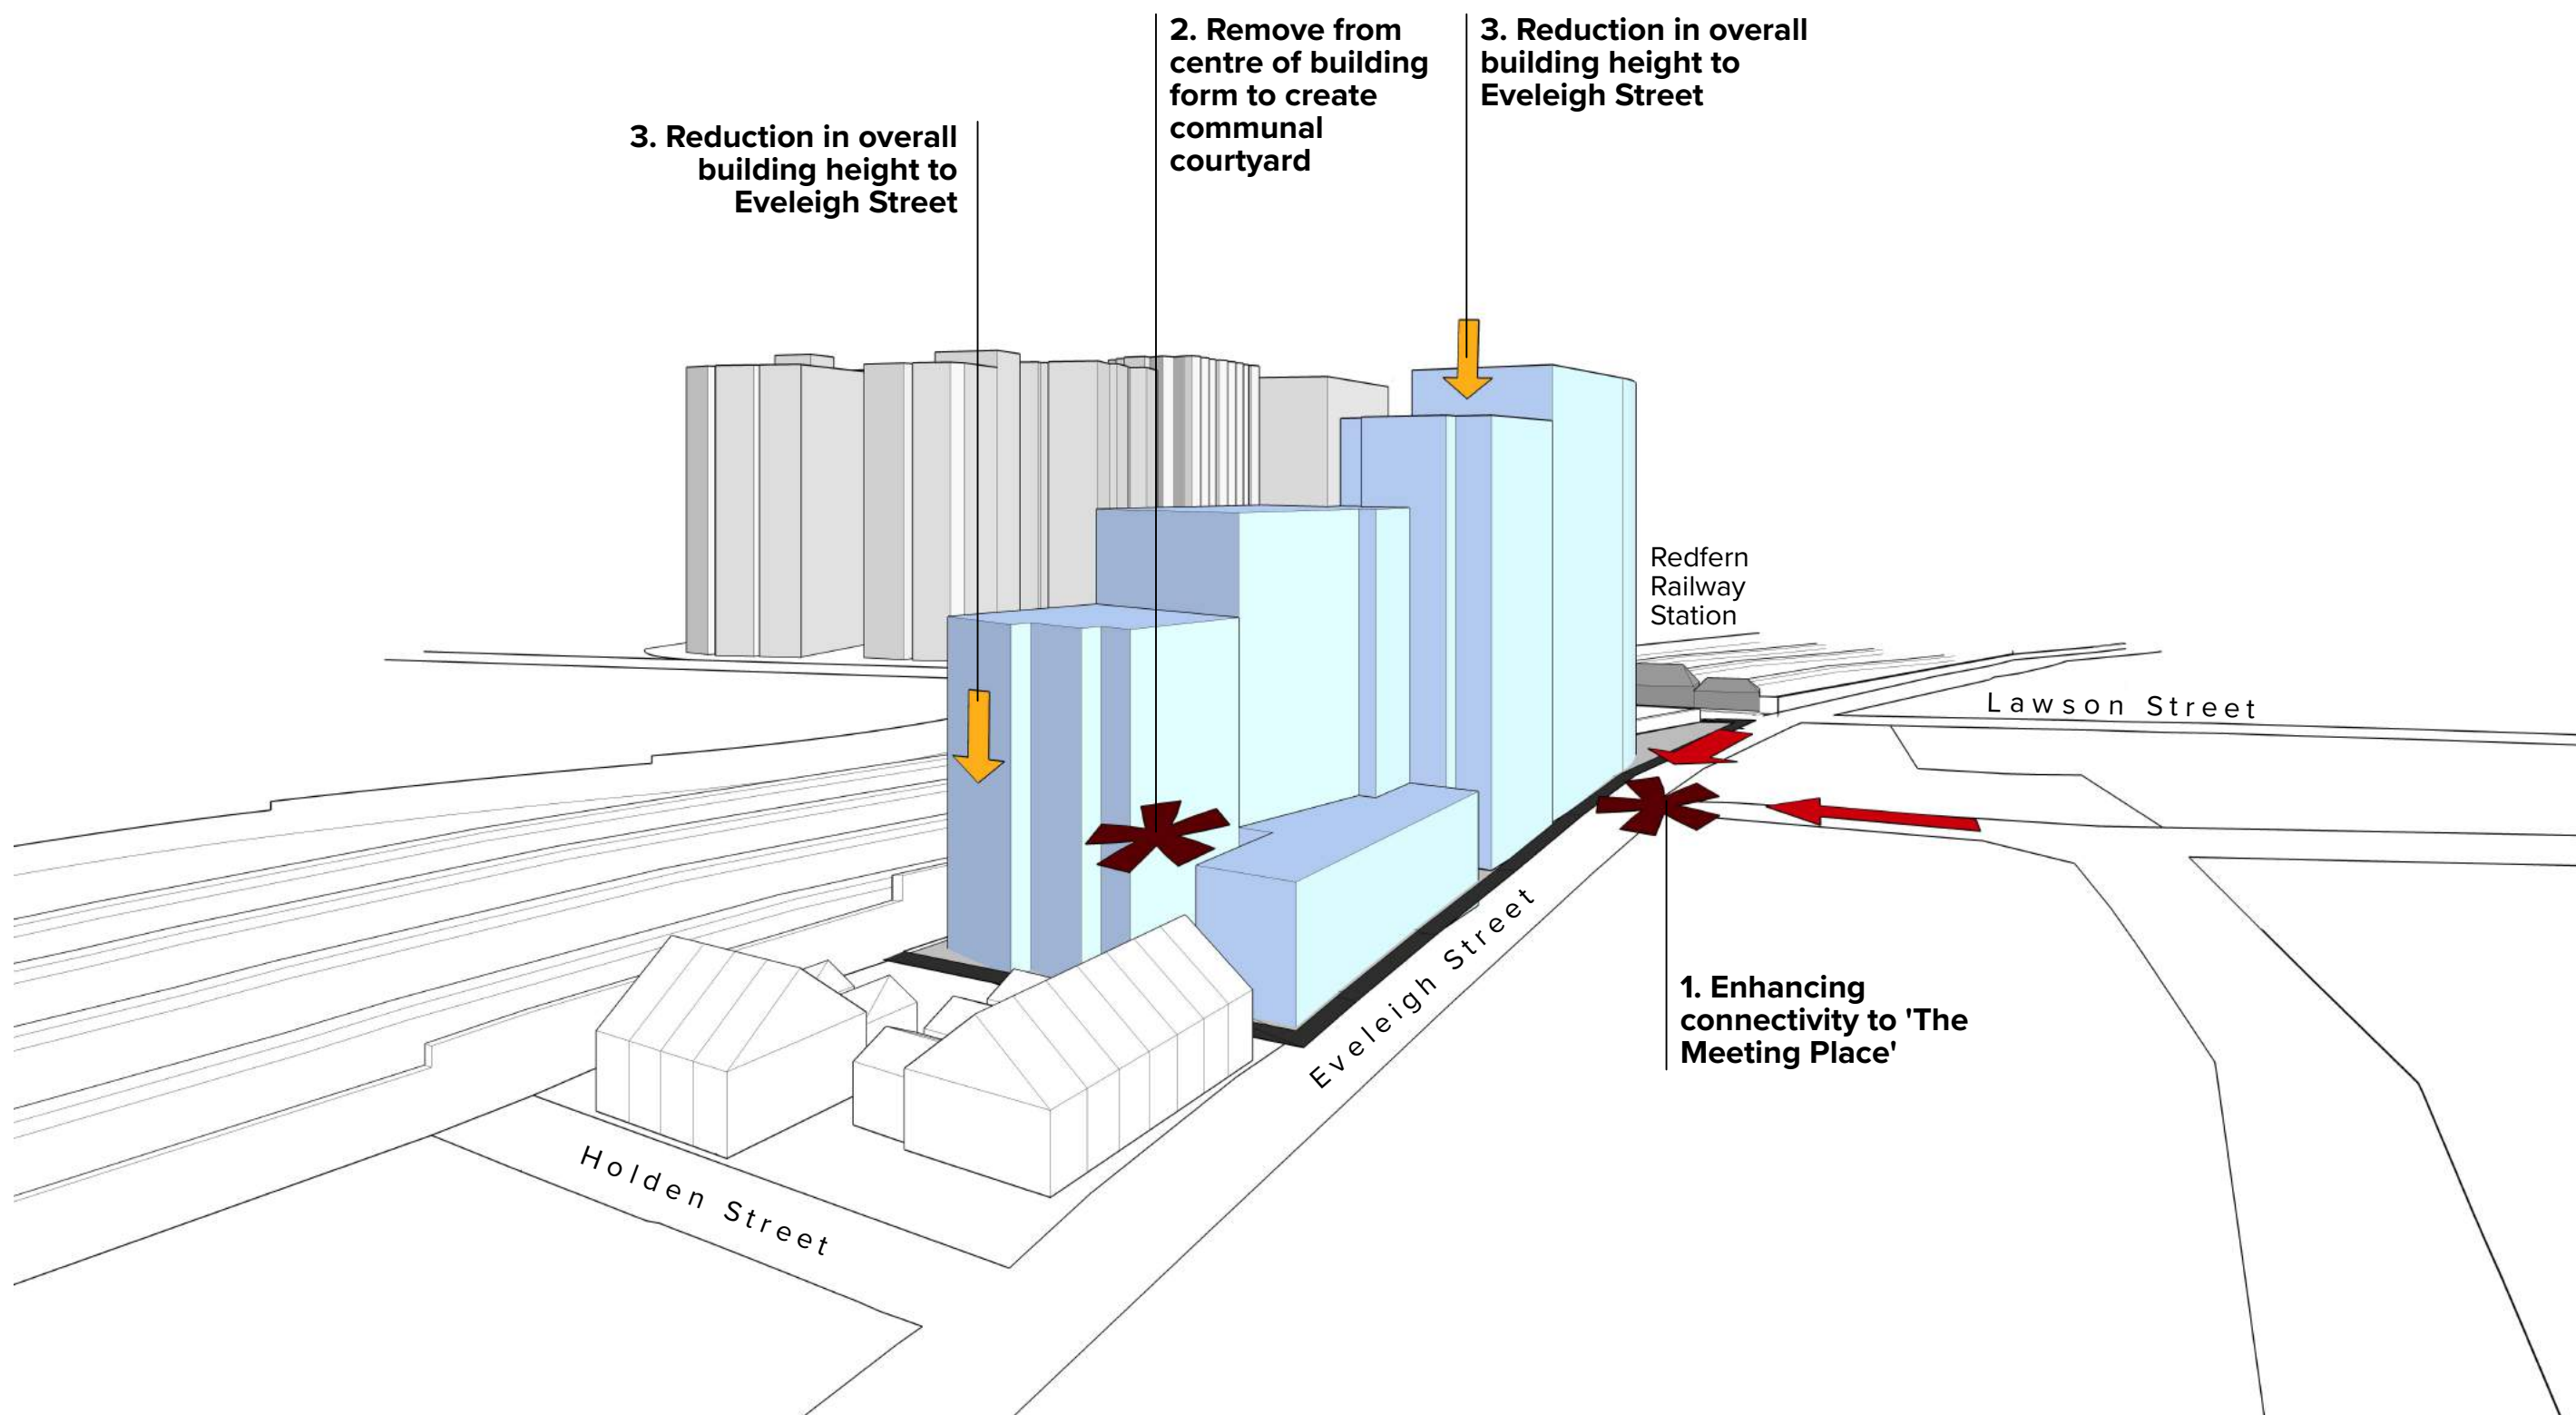 2. Remove from
centre of building
form to create
communal
courtyard
3. Reduction in overall
building height to
Eveleigh Street
3. Reduction in overall
building height to
Eveleigh Street
Redfern
Railway
Station
Lawson Street
Eveleigh Street
1. Enhancing
connectivity to 'The
Meeting Place'
Holden Street